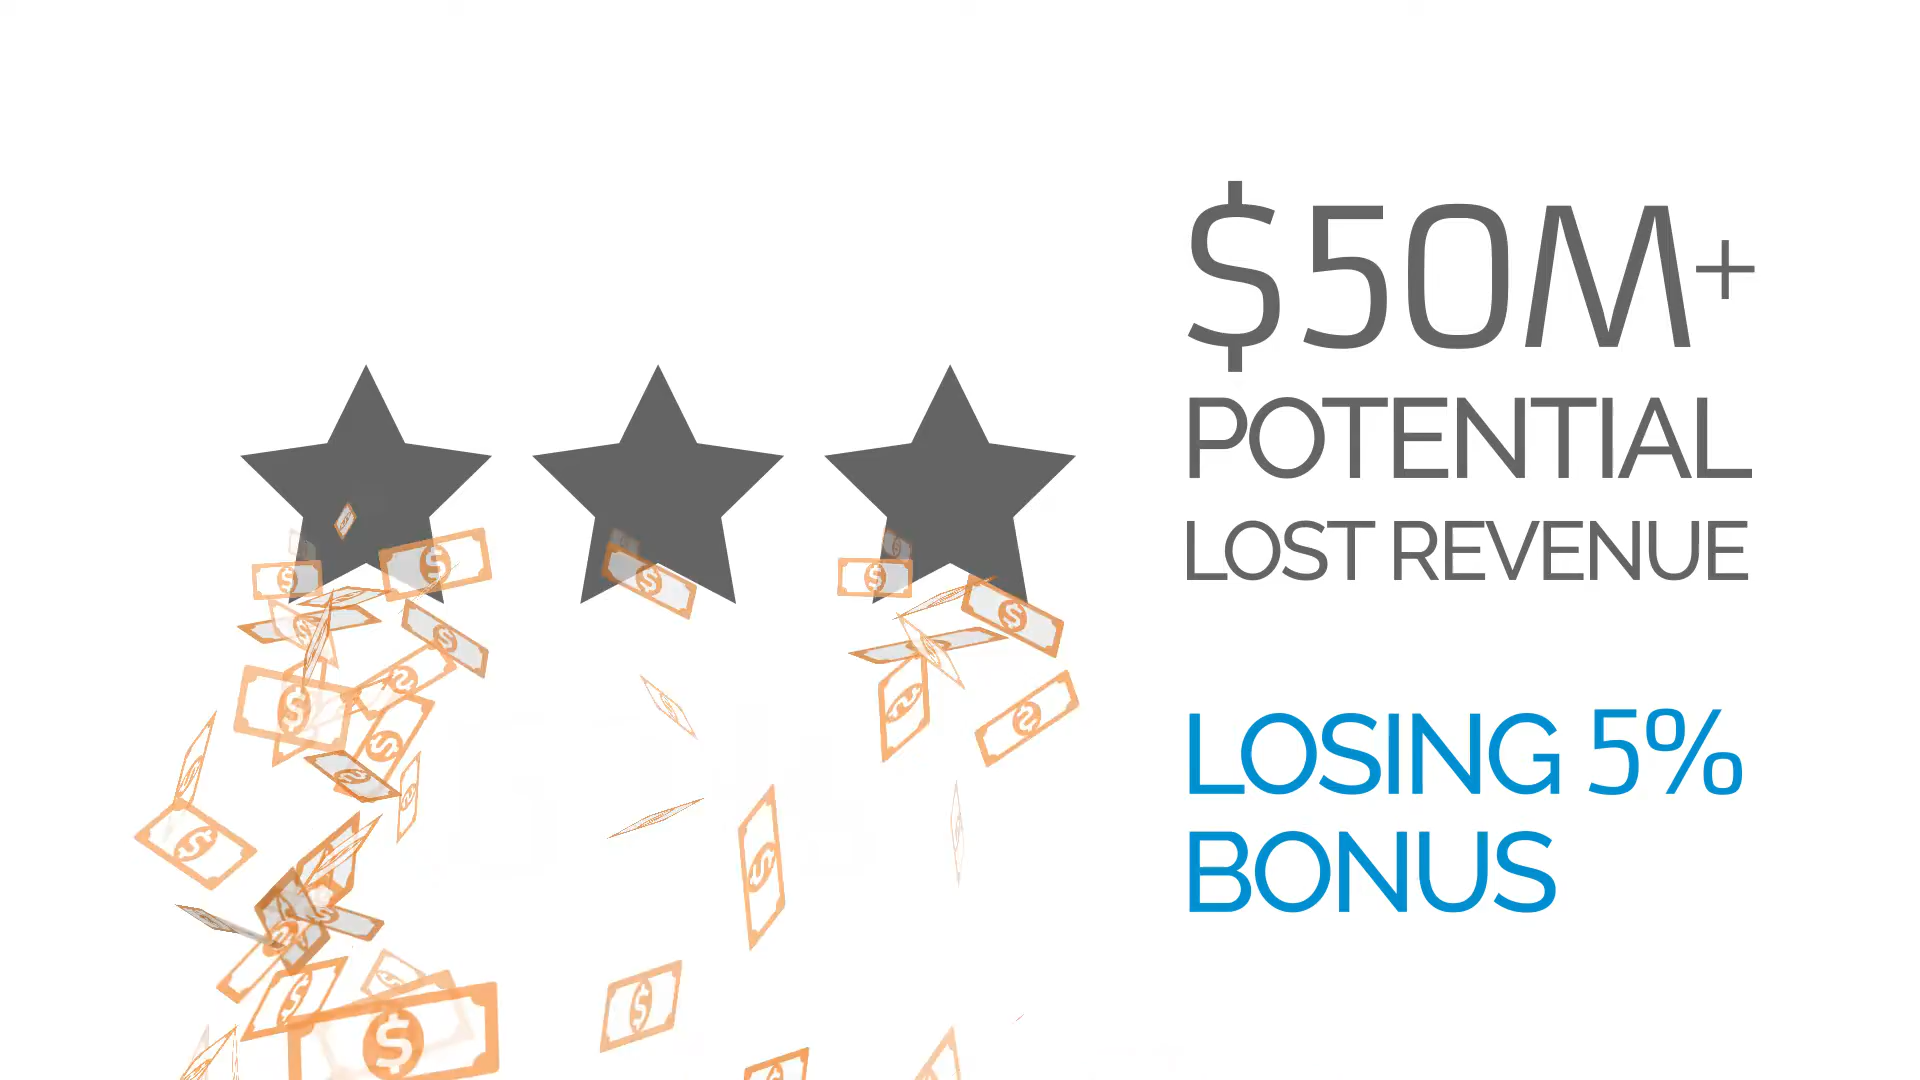 $50M+
POTENTIAL
LOST REVENUE
LOSING 5%
BONUS